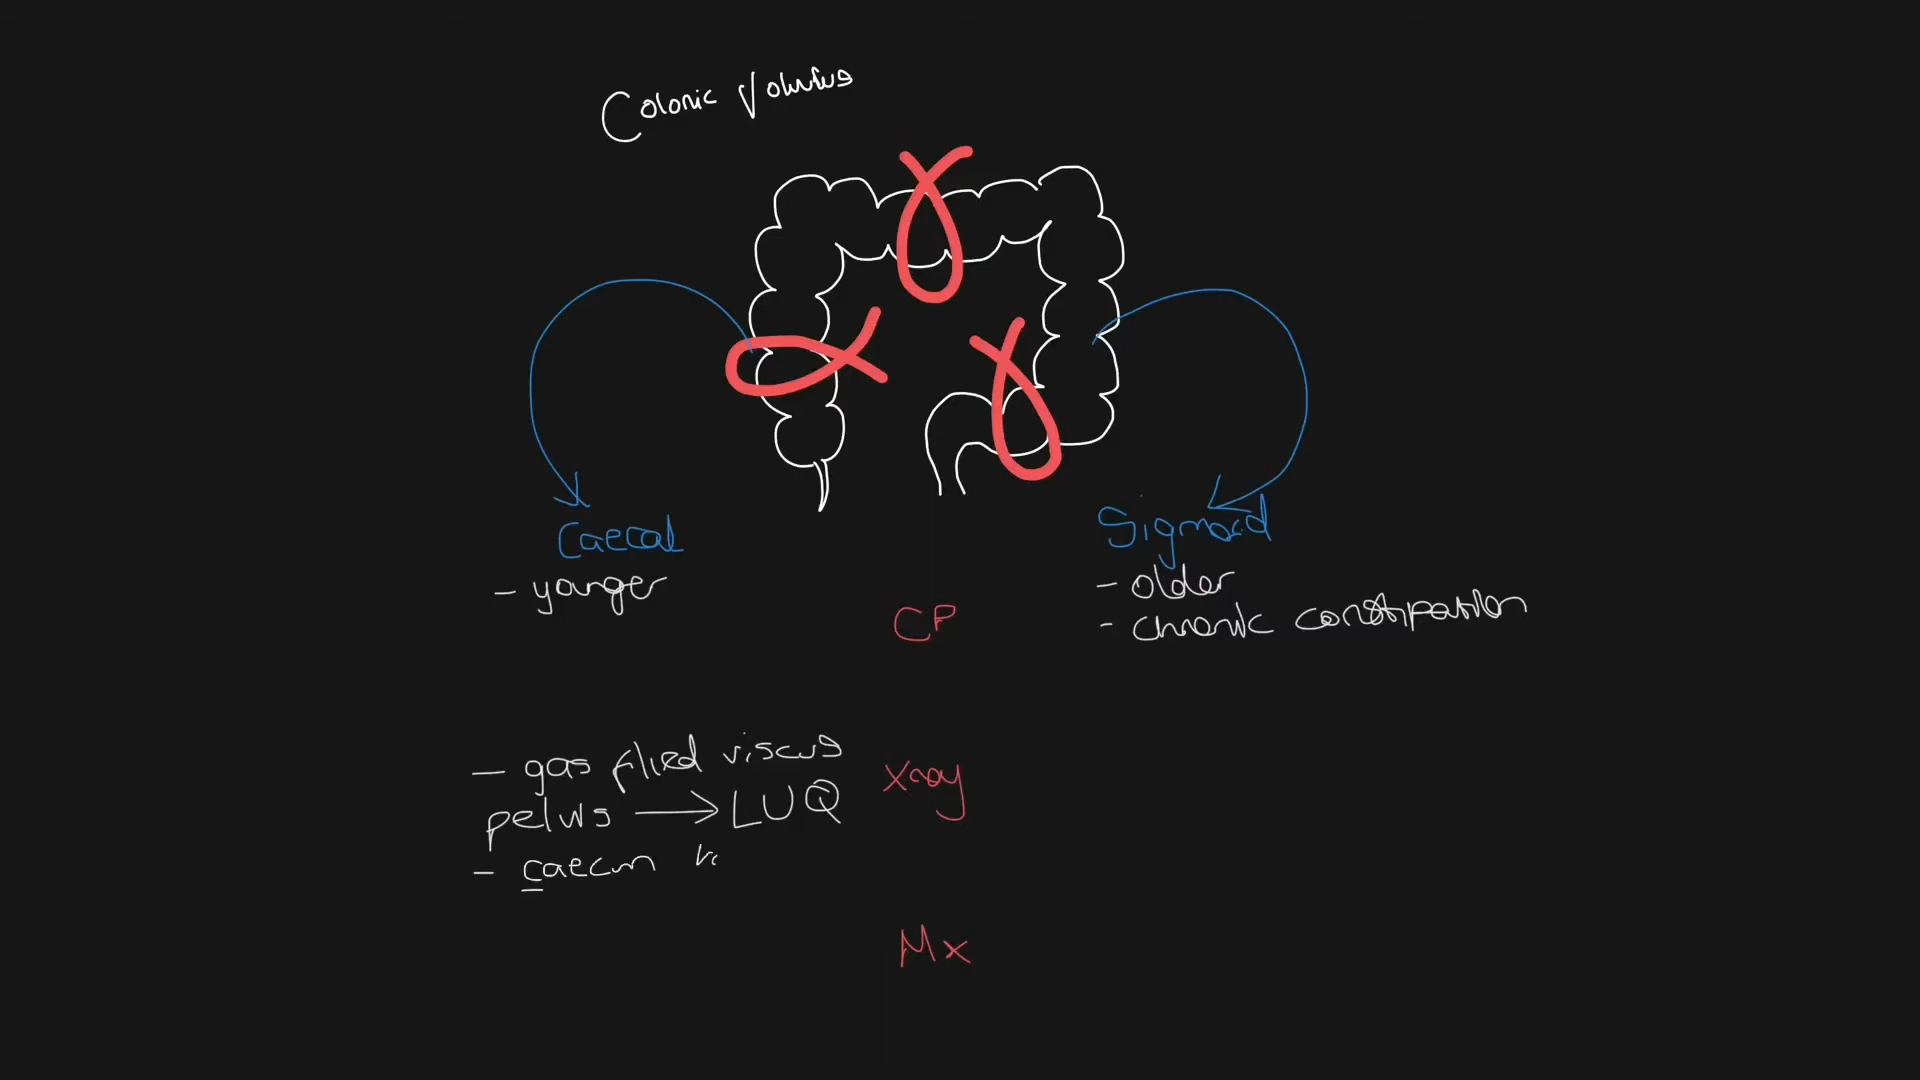 Colonic Volvulus
Caecal
- younger
Sigmoid
- older
- chronic constipation
CP
- gas filled viscus
pelvis → LUQ
- caecum
Xray
Mx